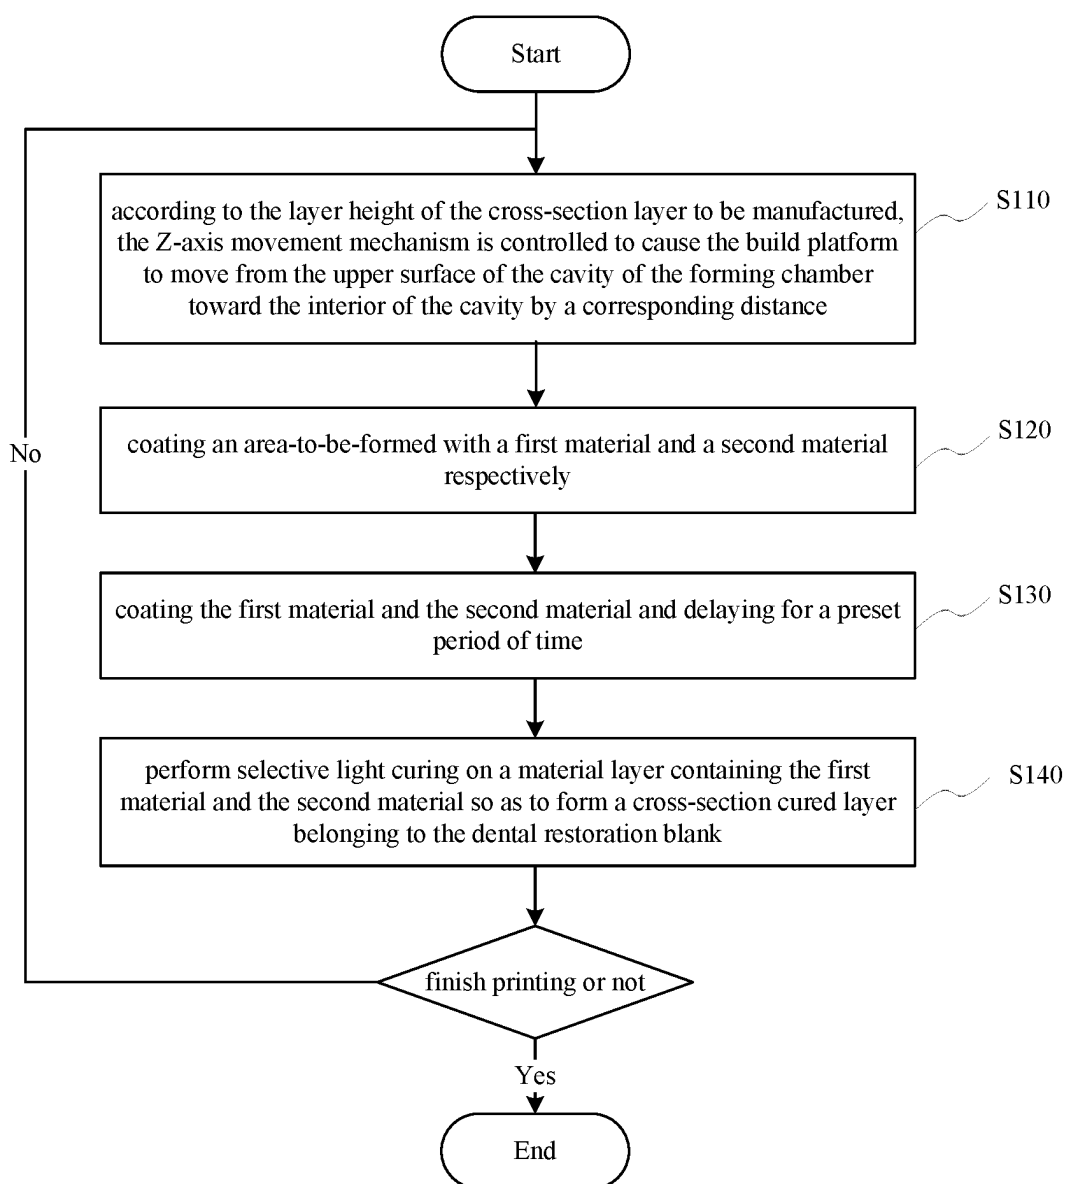 Start
according to the layer height of the cross-section layer to be manufactured,
the Z-axis movement mechanism is controlled to cause the build platform
to move from the upper surface of the cavity of the forming chamber
toward the interior of the cavity by a corresponding distance
S110
coating an area-to-be-formed with a first material and a second material
respectively
S120
No
coating the first material and the second material and delaying for a preset
period of time
S130
perform selective light curing on a material layer containing the first
material and the second material so as to form a cross-section cured layer
belonging to the dental restoration blank
S140
finish printing or not
Yes
End